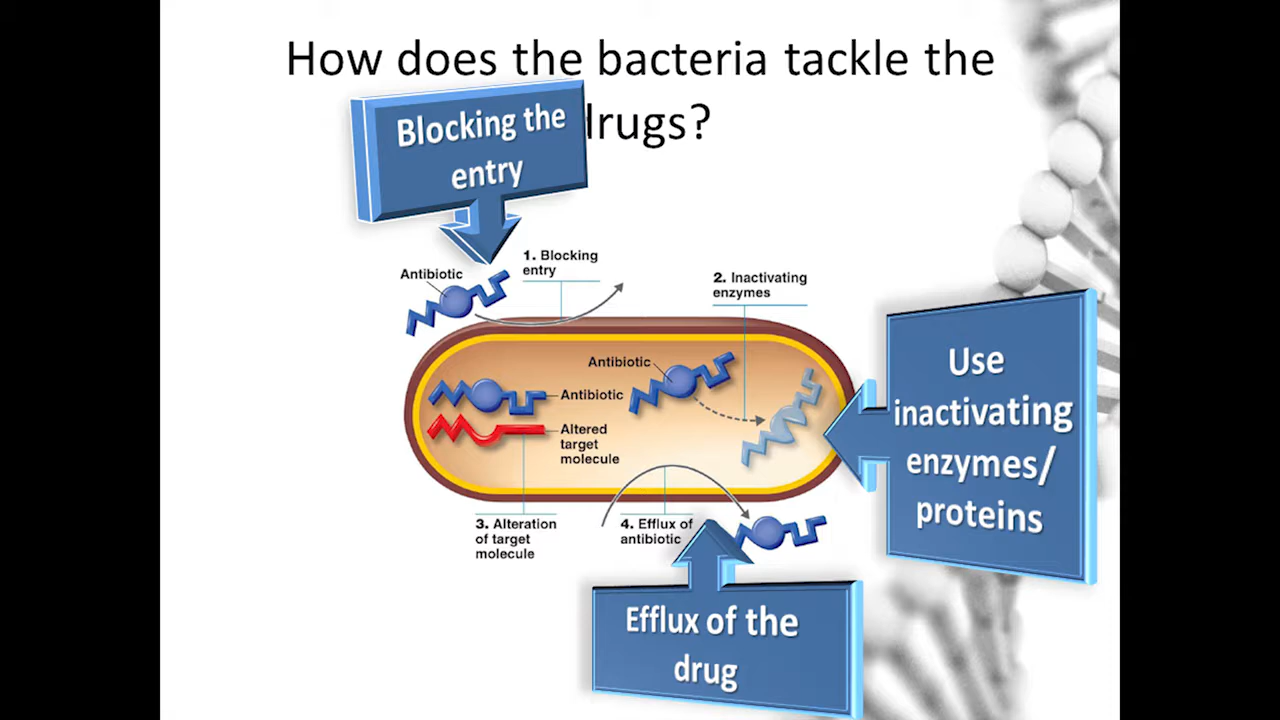 How does the bacteria tackle the
drugs?
Blocking the
entry
Antibiotic
1. Blocking
entry
2. Inactivating
enzymes
Antibiotic
Antibiotic
Altered
target
molecule
Use
inactivating
enzymes/
proteins
3. Alteration
of target
molecule
4. Efflux of
antibiotic
Efflux of the
drug